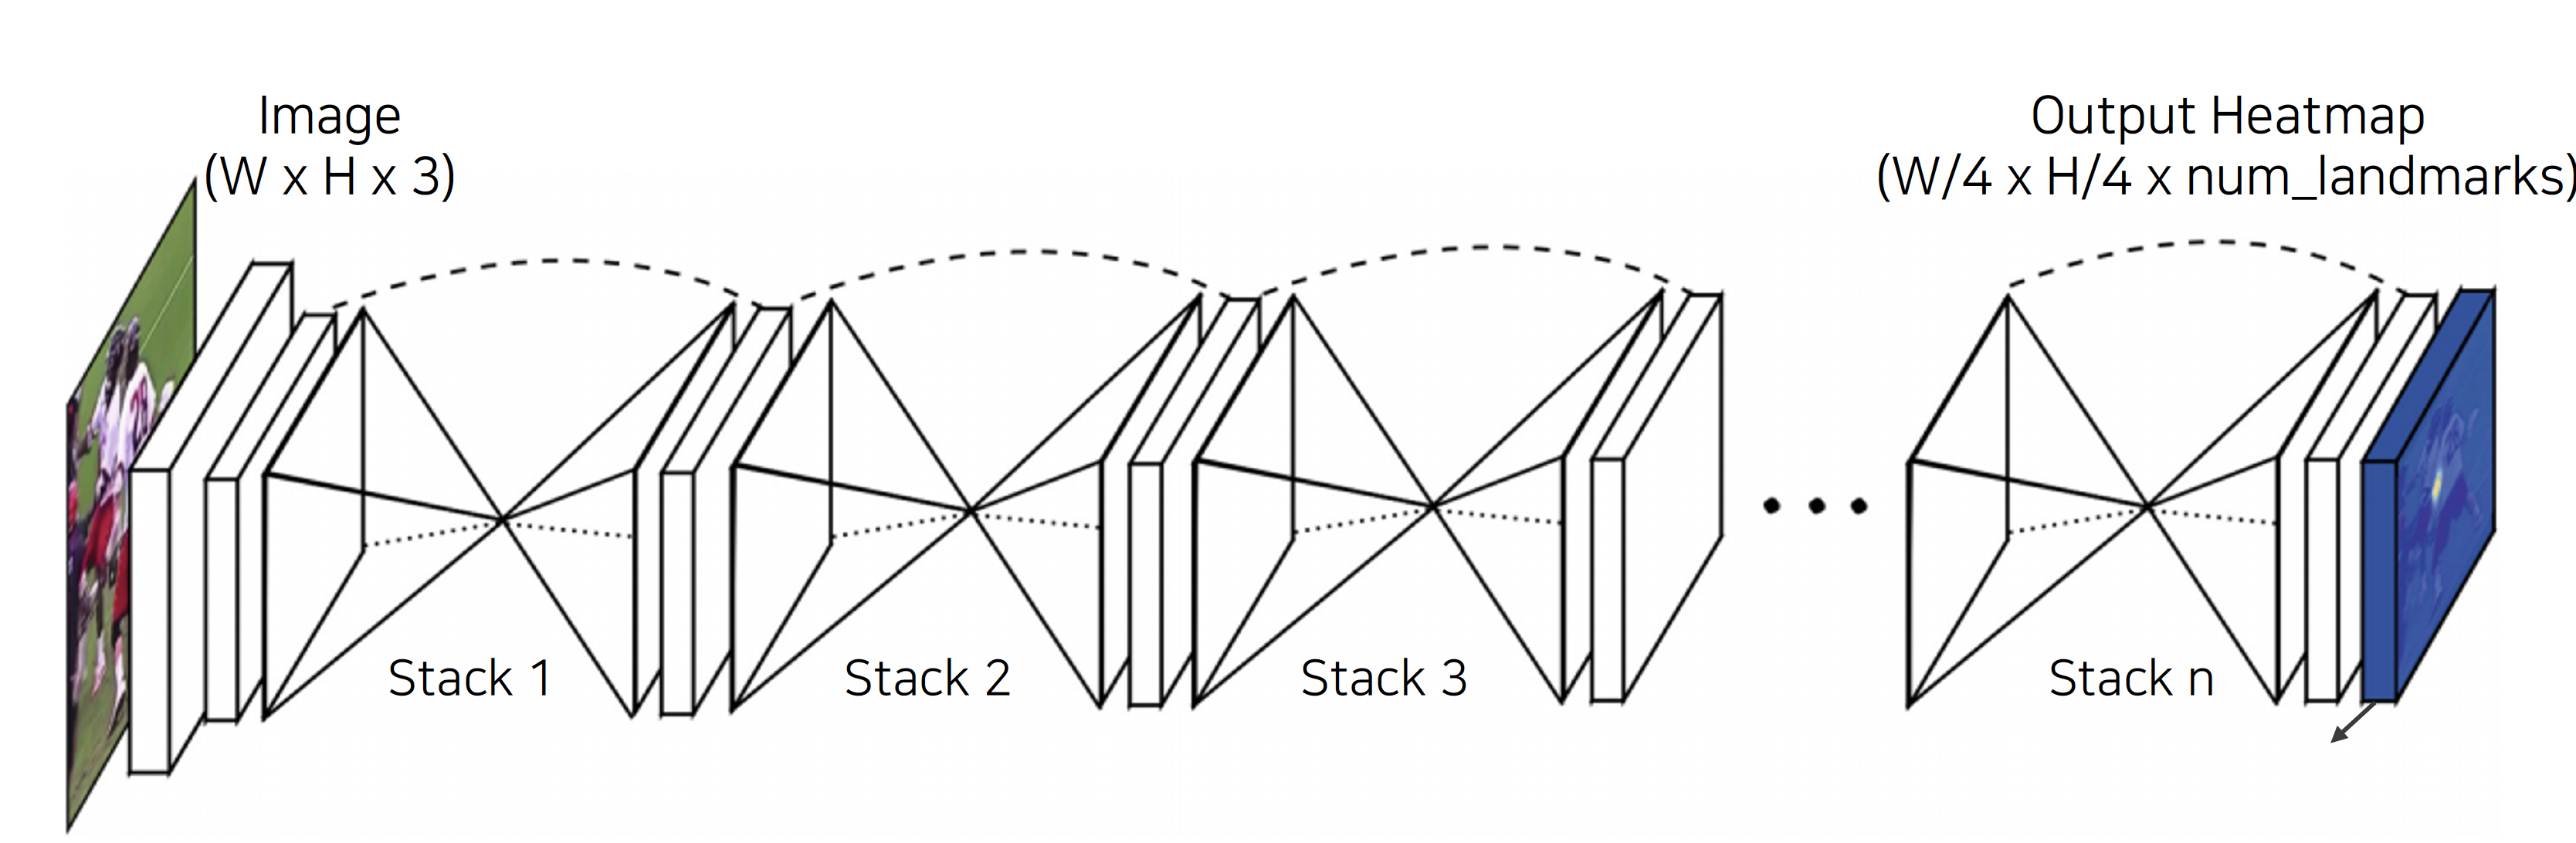 Image
(W x H x 3)
Output Heatmap
(W/4 x H/4 x num_landmarks)
Stack 1
Stack 2
Stack 3
Stack n